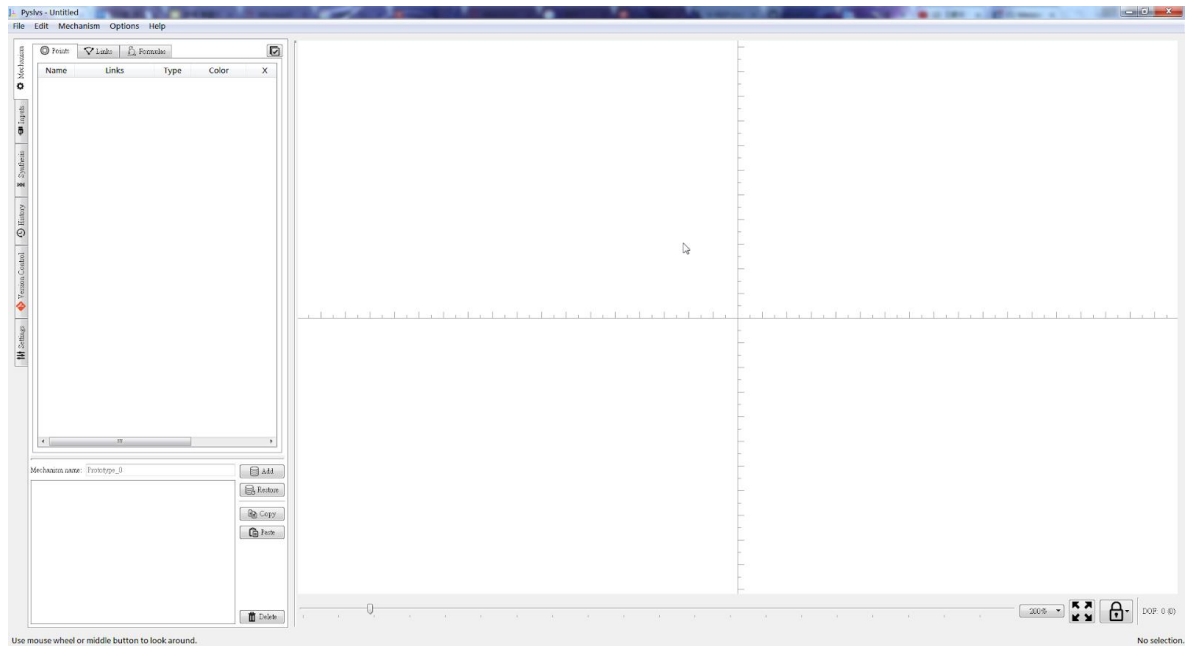 Pyslvs - Untitled
File Edit Mechanism Options Help
Mechanism
Inputs
Synthesis
History
Version Control
Settings
Points Links Formulas
Name Links Type Color X
Mechanism name: Prototype_0
Add
Restore
Copy
Paste
Delete
200%
DOF: 0 (0)
Use mouse wheel or middle button to look around.
No selection.